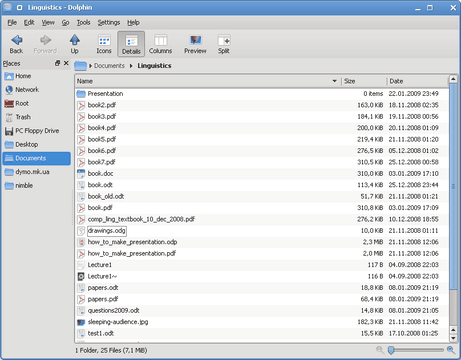 Linguistics - Dolphin
File Edit View Go Tools Settings Help
Back Forward Up Icons Details Columns Preview Split
Places
Home
Network
Root
Trash
PC Floppy Drive
Desktop
Documents
dymo.mk.ua
nimble
Documents Linguistics
Name Size Date
Presentation 0 items 22.01.2009 23:49
book2.pdf 163,0 KiB 18.11.2008 02:35
book3.pdf 184,1 KiB 19.11.2008 00:56
book4.pdf 200,0 KiB 20.11.2008 01:09
book5.pdf 219,4 KiB 21.11.2008 01:20
book6.pdf 276,5 KiB 05.12.2008 01:02
book7.pdf 310,5 KiB 25.12.2008 00:58
book.doc 310,0 KiB 03.01.2009 17:10
book.odt 113,4 KiB 25.12.2008 23:44
book_old.odt 51,7 KiB 21.11.2008 01:21
book.pdf 310,8 KiB 03.01.2009 17:09
comp_ling_textbook_10_dec_2008.pdf 276,2 KiB 10.12.2008 18:55
drawings.odg 10,0 KiB 21.11.2008 01:11
how_to_make_presentation.odp 2,3 MiB 21.11.2008 12:06
how_to_make_presentation.pdf 2,0 MiB 21.11.2008 12:06
Lecture1 117 B 04.09.2008 22:03
Lecture1~ 116 B 04.09.2008 22:03
papers.odt 18,8 KiB 08.01.2009 21:19
papers.pdf 68,4 KiB 08.01.2009 21:19
questions2009.odt 14,8 KiB 08.01.2009 21:05
sleeping-audience.jpg 182,3 KiB 21.11.2008 11:42
test1.odt 15,5 KiB 17.10.2008 01:25
1 Folder, 25 Files (7,1 MiB)